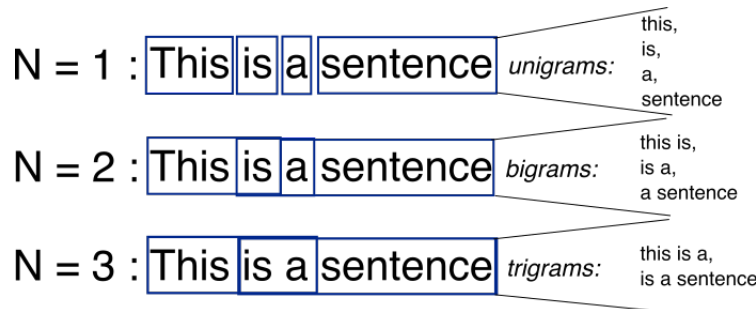 N = 1 : This is a sentence unigrams:
this,
is,
a,
sentence
N = 2 : This is a sentence bigrams:
this is,
is a,
a sentence
N = 3 : This is a sentence trigrams:
this is a,
is a sentence